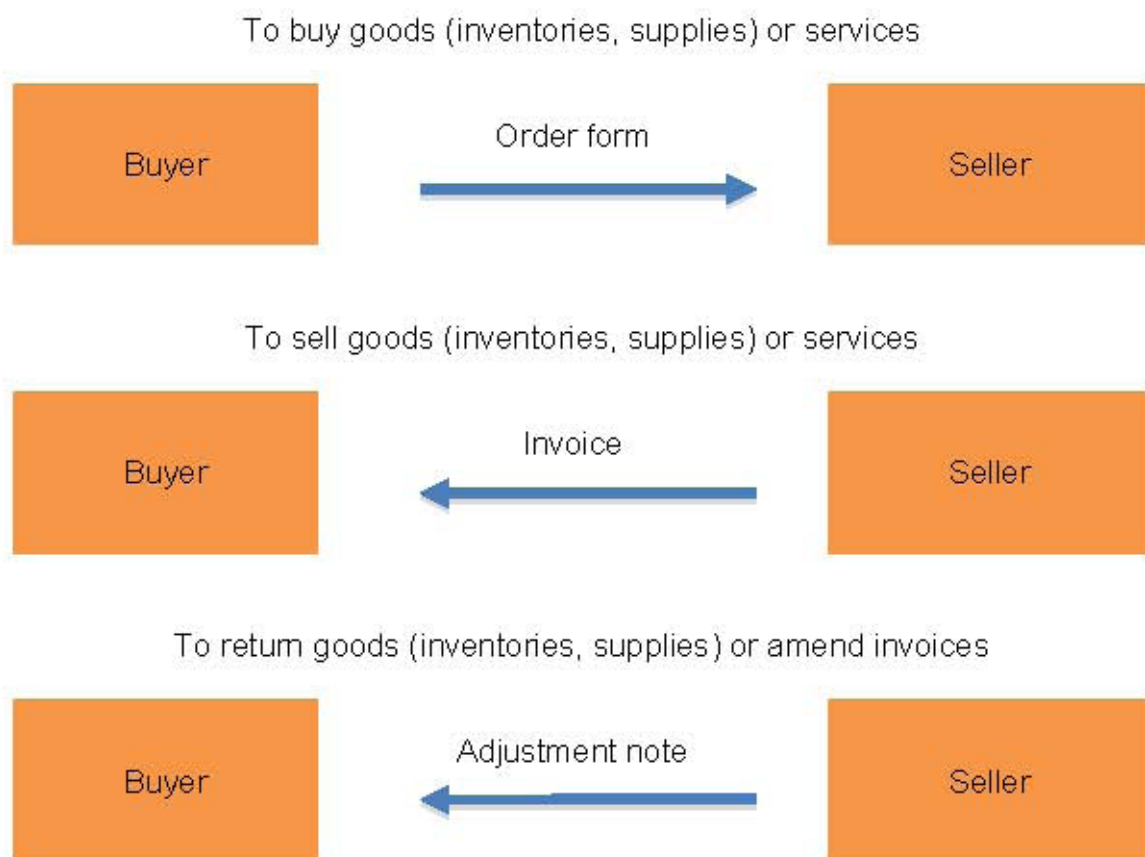 To buy goods (inventories, supplies) or services
Order form
Buyer
Seller
To sell goods (inventories, supplies) or services
Invoice
Buyer
Seller
To return goods (inventories, supplies) or amend invoices
Adjustment note
Buyer
Seller